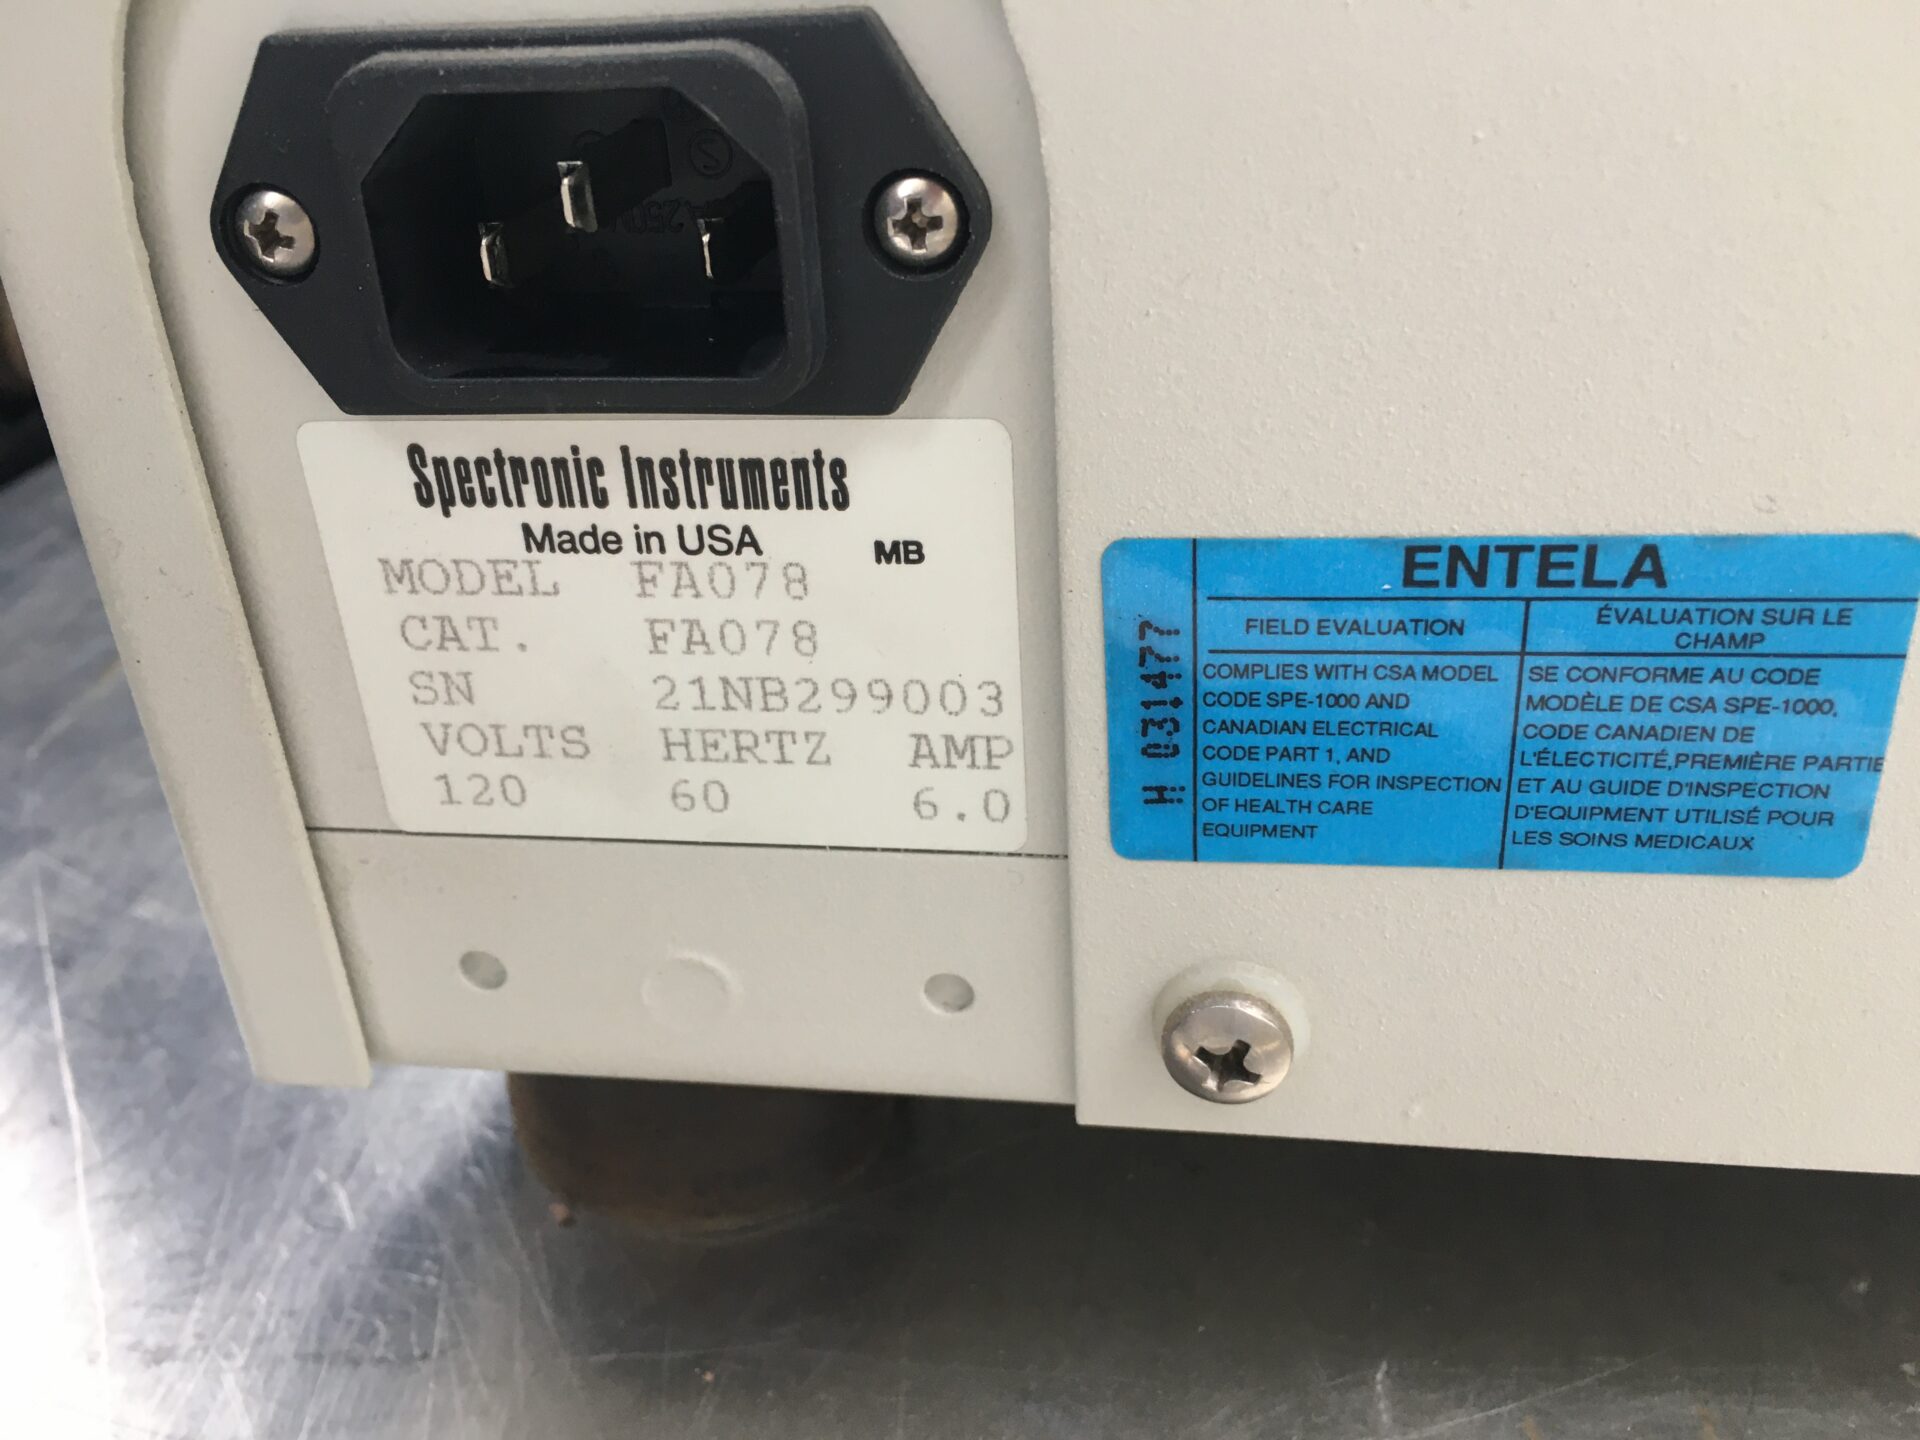 Spectronic Instruments
Made in USA MB
MODEL FA078
CAT. FA078
SN 21NB299003
VOLTS HERTZ AMP
120 60 6.0
ENTELA
H 031477
FIELD EVALUATION
COMPLIES WITH CSA MODEL
CODE SPE-1000 AND
CANADIAN ELECTRICAL
CODE PART 1, AND
GUIDELINES FOR INSPECTION
OF HEALTH CARE
EQUIPMENT
ÉVALUATION SUR LE
CHAMP
SE CONFORME AU CODE
MODÈLE DE CSA SPE-1000,
CODE CANADIEN DE
L'ÉLECTICITÉ,PREMIÈRE PARTIE
ET AU GUIDE D'INSPECTION
D'EQUIPMENT UTILISÉ POUR
LES SOINS MEDICAUX